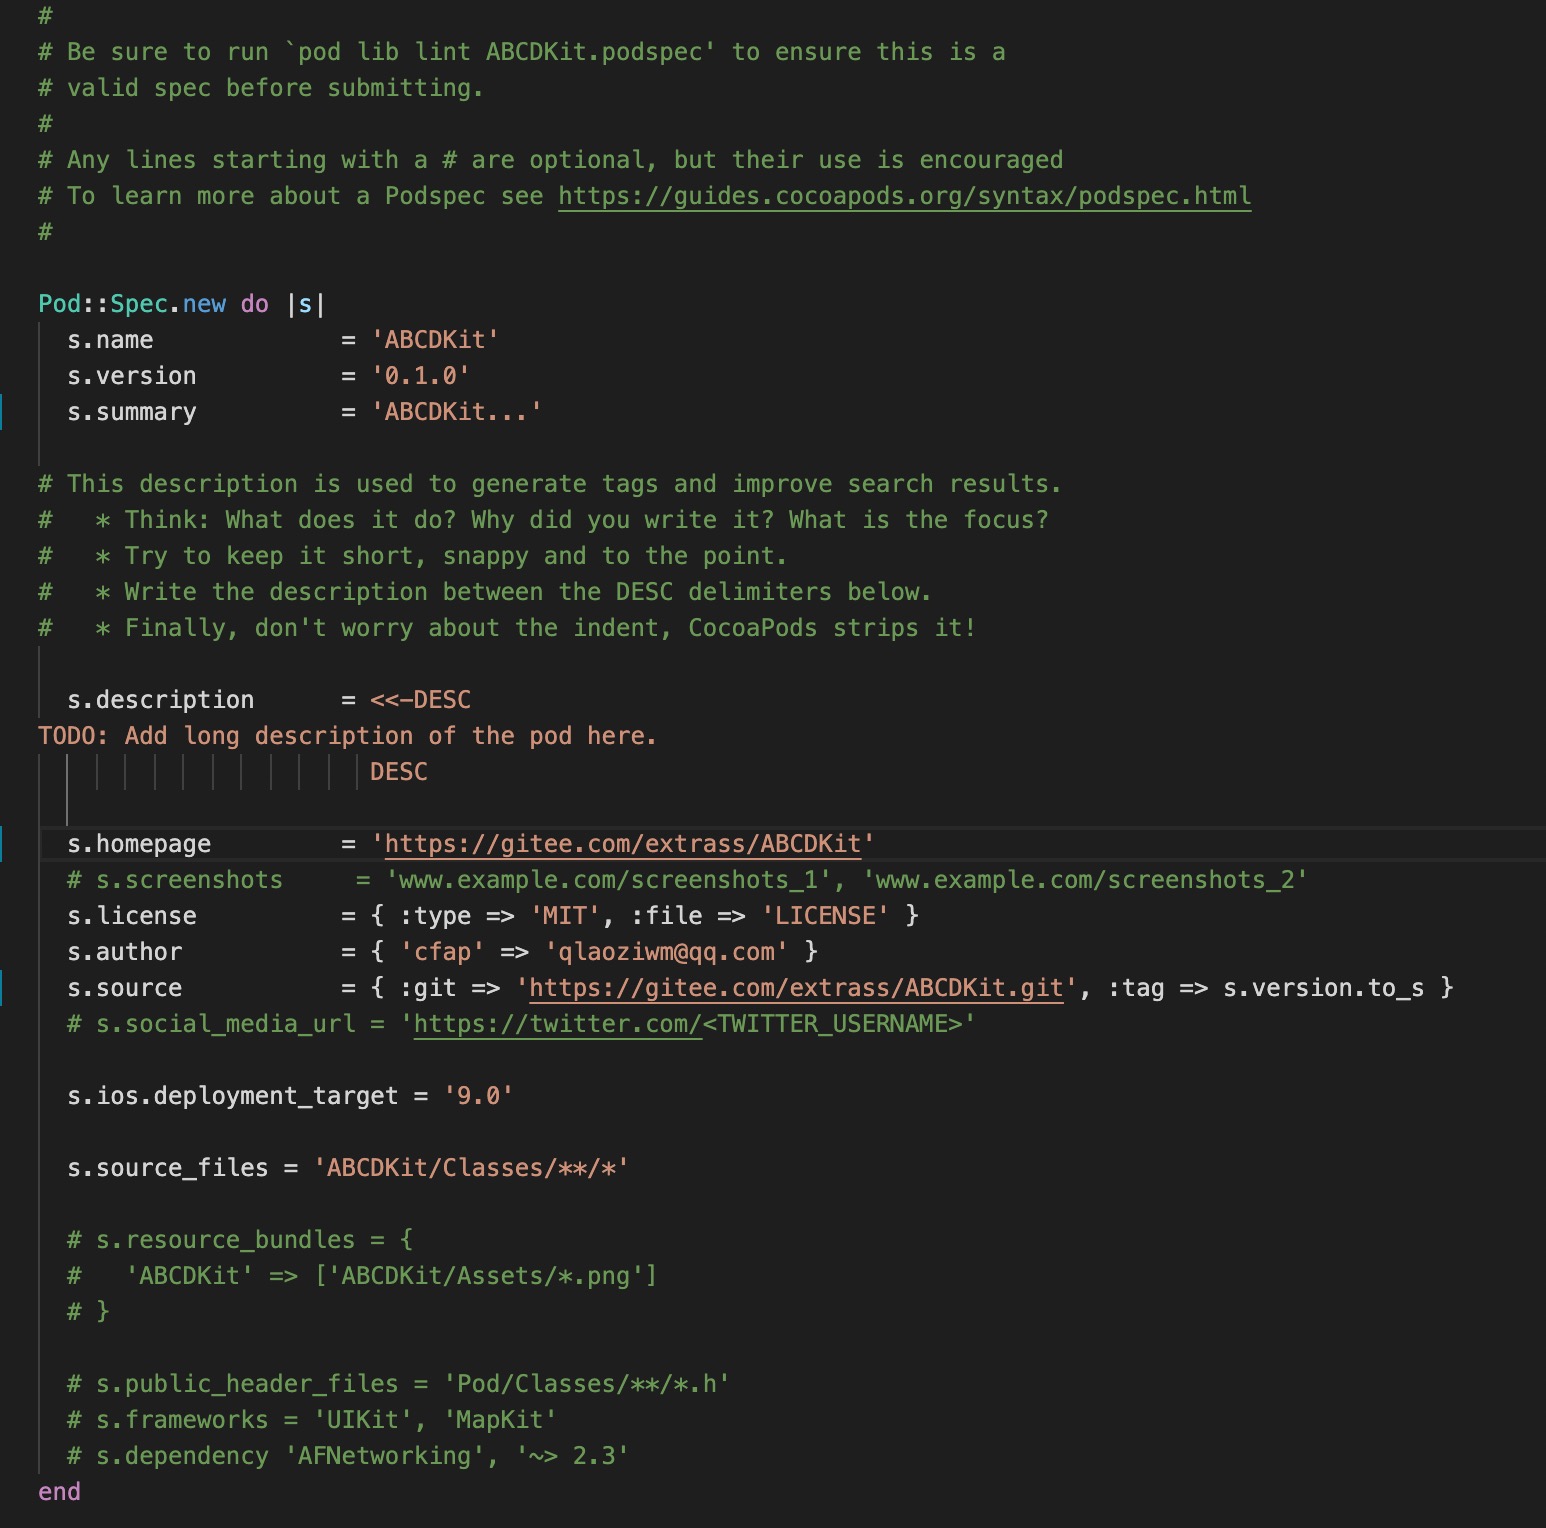 #
# Be sure to run `pod lib lint ABCDKit.podspec' to ensure this is a
# valid spec before submitting.
#
# Any lines starting with a # are optional, but their use is encouraged
# To learn more about a Podspec see https://guides.cocoapods.org/syntax/podspec.html
#

Pod::Spec.new do |s|
  s.name             = 'ABCDKit'
  s.version          = '0.1.0'
  s.summary          = 'ABCDKit...'

# This description is used to generate tags and improve search results.
#   * Think: What does it do? Why did you write it? What is the focus?
#   * Try to keep it short, snappy and to the point.
#   * Write the description between the DESC delimiters below.
#   * Finally, don't worry about the indent, CocoaPods strips it!

  s.description      = <<-DESC
TODO: Add long description of the pod here.
                       DESC

  s.homepage         = 'https://gitee.com/extrass/ABCDKit'
  # s.screenshots     = 'www.example.com/screenshots_1', 'www.example.com/screenshots_2'
  s.license          = { :type => 'MIT', :file => 'LICENSE' }
  s.author           = { 'cfap' => 'qlaoziwm@qq.com' }
  s.source           = { :git => 'https://gitee.com/extrass/ABCDKit.git', :tag => s.version.to_s }
  # s.social_media_url = 'https://twitter.com/<TWITTER_USERNAME>'

  s.ios.deployment_target = '9.0'

  s.source_files = 'ABCDKit/Classes/**/*'

  # s.resource_bundles = {
  #   'ABCDKit' => ['ABCDKit/Assets/*.png']
  # }

  # s.public_header_files = 'Pod/Classes/**/*.h'
  # s.frameworks = 'UIKit', 'MapKit'
  # s.dependency 'AFNetworking', '~> 2.3'
end